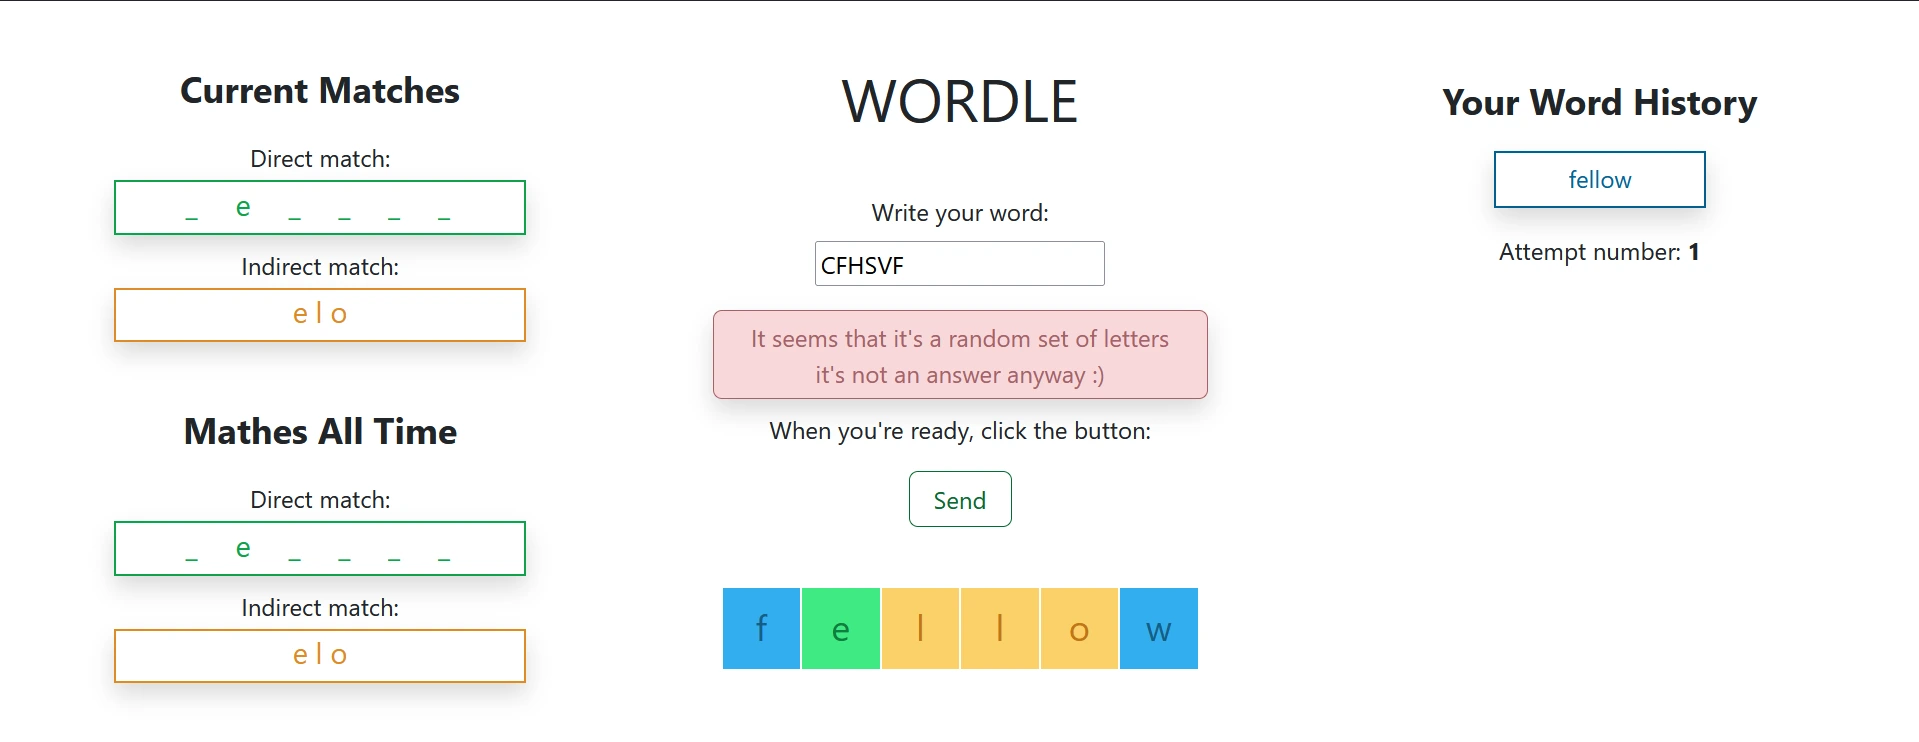 Current Matches
Direct match:
_ e _ _ _ _
Indirect match:
e l o
Mathes All Time
Direct match:
_ e _ _ _ _
Indirect match:
e l o
WORDLE
Write your word:
CFHSVF
It seems that it's a random set of letters
it's not an answer anyway :)
When you're ready, click the button:
Send
f e l l o w
Your Word History
fellow
Attempt number: 1